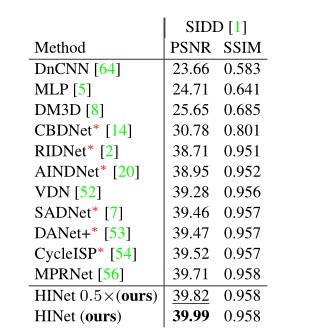 SIDD [1]
Method PSNR SSIM
DnCNN [64] 23.66 0.583
MLP [5] 24.71 0.641
DM3D [8] 25.65 0.685
CBDNet* [14] 30.78 0.801
RIDNet* [2] 38.71 0.951
AINDNet* [20] 38.95 0.952
VDN [52] 39.28 0.956
SADNet* [7] 39.46 0.957
DANet+* [53] 39.47 0.957
CycleISP* [54] 39.52 0.957
MPRNet [56] 39.71 0.958
HINet 0.5×(ours) 39.82 0.958
HINet (ours) 39.99 0.958